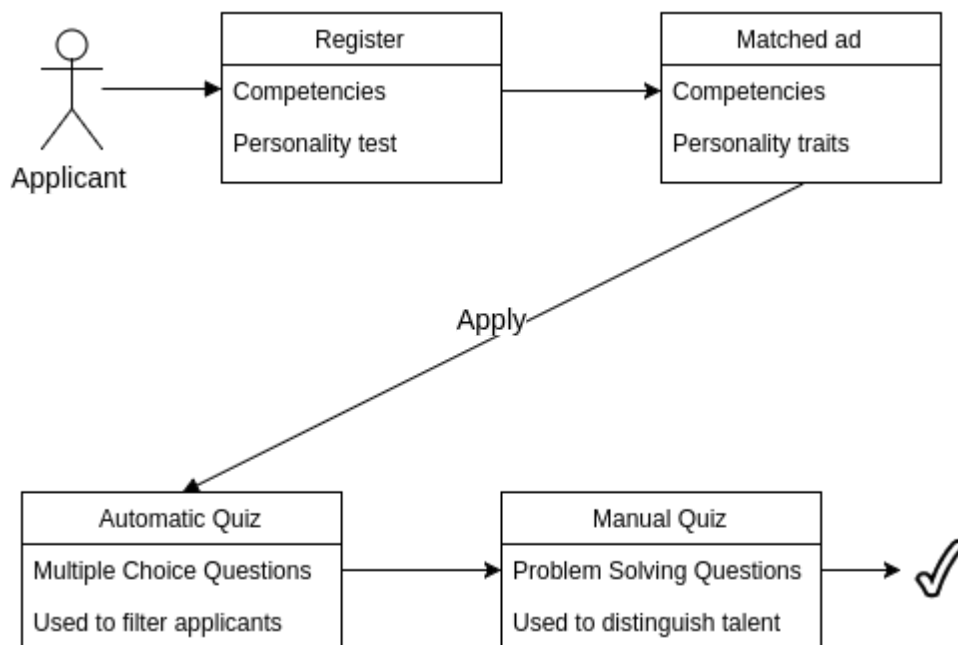 Register
Competencies
Personality test
Matched ad
Competencies
Personality traits
Applicant
Apply
Automatic Quiz
Multiple Choice Questions
Used to filter applicants
Manual Quiz
Problem Solving Questions
Used to distinguish talent